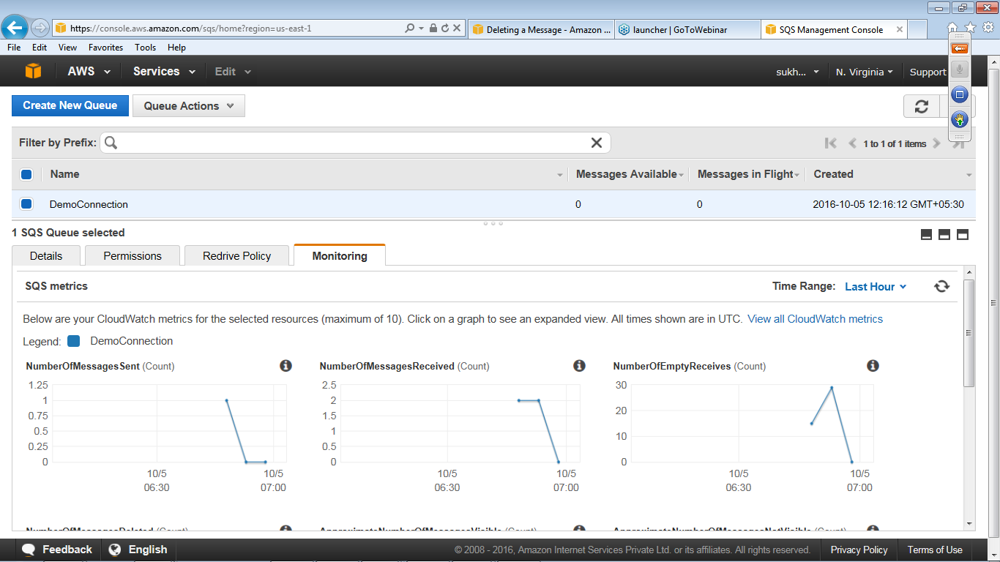 https://console.aws.amazon.com/sqs/home?region=us-east-1
Deleting a Message - Amazon ...
launcher | GoToWebinar
SQS Management Console
File Edit View Favorites Tools Help
AWS Services Edit sukh... N. Virginia Support
Create New Queue Queue Actions
Filter by Prefix: 1 to 1 of 1 items
Name Messages Available Messages in Flight Created
DemoConnection 0 0 2016-10-05 12:16:12 GMT+05:30
1 SQS Queue selected
Details Permissions Redrive Policy Monitoring
SQS metrics Time Range: Last Hour
Below are your CloudWatch metrics for the selected resources (maximum of 10). Click on a graph to see an expanded view. All times shown are in UTC. View all CloudWatch metrics
Legend: DemoConnection
NumberOfMessagesSent (Count)
1.25
1
0.75
0.5
0.25
0
10/5 10/5
06:30 07:00
NumberOfMessagesReceived (Count)
2.5
2
1.5
1
0.5
0
10/5 10/5
06:30 07:00
NumberOfEmptyReceives (Count)
30
20
10
0
10/5 10/5
06:30 07:00
NumberOfMessagesDeleted (Count) ApproximateNumberOfMessagesVisible (Count) ApproximateNumberOfMessagesNotVisible (Count)
Feedback English © 2008 - 2016, Amazon Internet Services Private Ltd. or its affiliates. All rights reserved. Privacy Policy Terms of Use